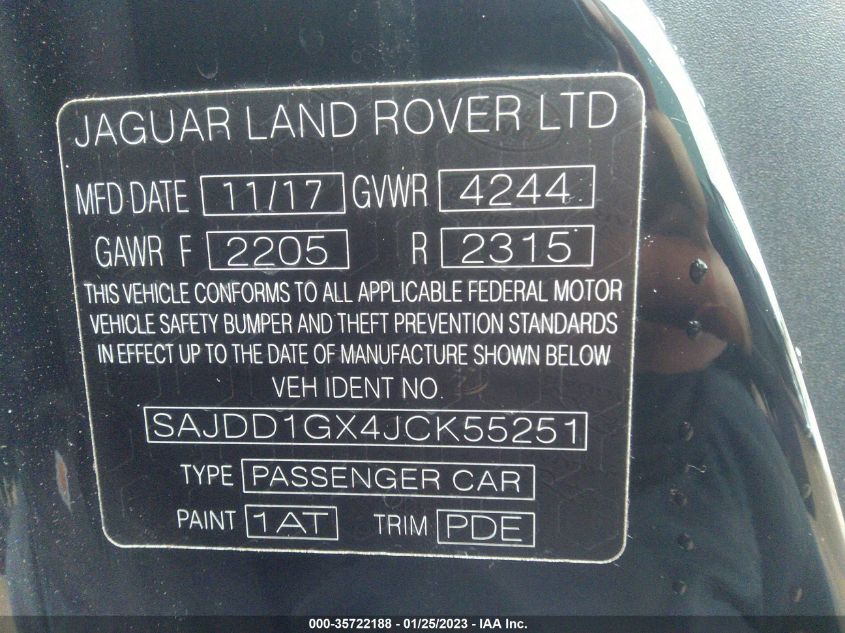 JAGUAR LAND ROVER LTD
MFD DATE 11/17 GVWR 4244
GAWR F 2205 R 2315
THIS VEHICLE CONFORMS TO ALL APPLICABLE FEDERAL MOTOR
VEHICLE SAFETY BUMPER AND THEFT PREVENTION STANDARDS
IN EFFECT UP TO THE DATE OF MANUFACTURE SHOWN BELOW
VEH IDENT NO.
SAJDD1GX4JCK55251
TYPE PASSENGER CAR
PAINT 1AT TRIM PDE
000-35722188 - 01/25/2023 - IAA Inc.